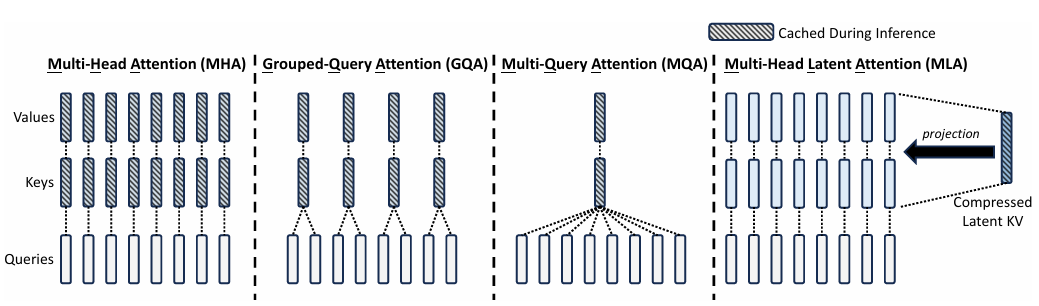 Cached During Inference
Multi-Head Attention (MHA)
Grouped-Query Attention (GQA)
Multi-Query Attention (MQA)
Multi-Head Latent Attention (MLA)
Values
Keys
Queries
projection
Compressed
Latent KV